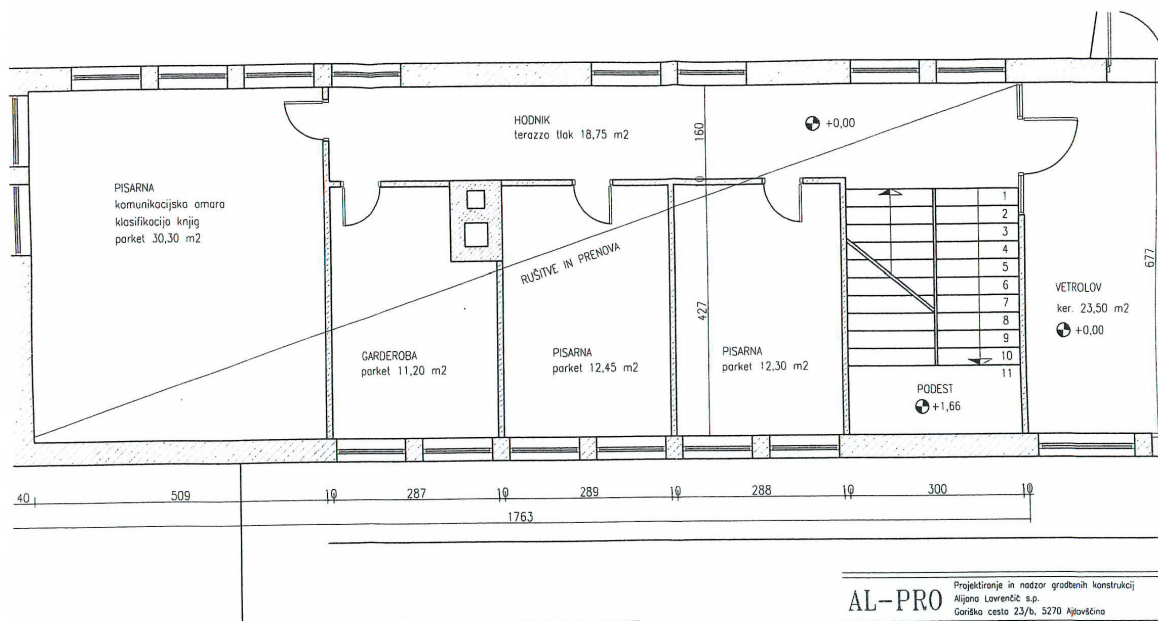 HODNIK
terazzo tlak 18,75 m2
160
+0,00
PISARNA
komunikacijska omara
klasifikacija knjig
parket 30,30 m2
RUŠITVE IN PRENOVA
427
GARDEROBA
parket 11,20 m2
PISARNA
parket 12,45 m2
PISARNA
parket 12,30 m2
1
2
3
4
5
6
7
8
9
10
11
PODEST
+1,66
VETROLOV
ker. 23,50 m2
+0,00
677
40 509 10 287 10 289 10 288 10 300 10
1763
AL-PRO
Projektiranje in nadzor gradbenih konstrukcij
Alijana Lavrenčič s.p.
Goriška cesta 23/b, 5270 Ajdovščina